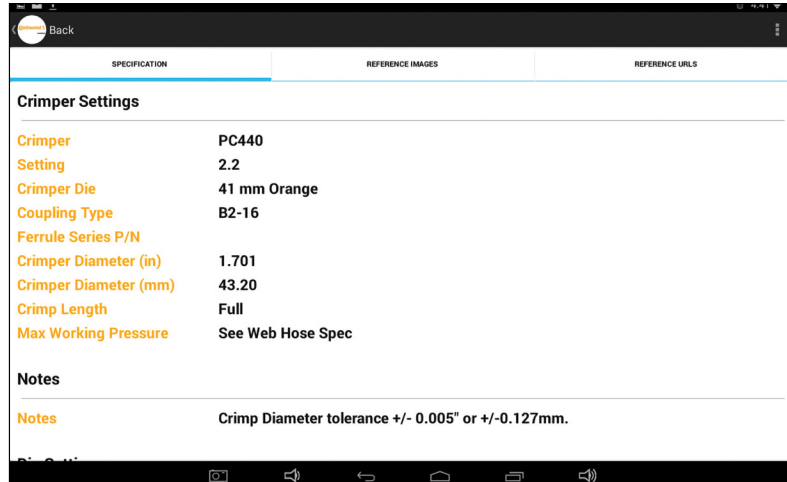 4:41
Back
SPECIFICATION REFERENCE IMAGES REFERENCE URLS
Crimper Settings
Crimper PC440
Setting 2.2
Crimper Die 41 mm Orange
Coupling Type B2-16
Ferrule Series P/N
Crimper Diameter (in) 1.701
Crimper Diameter (mm) 43.20
Crimp Length Full
Max Working Pressure See Web Hose Spec
Notes
Notes Crimp Diameter tolerance +/- 0.005" or +/-0.127mm.